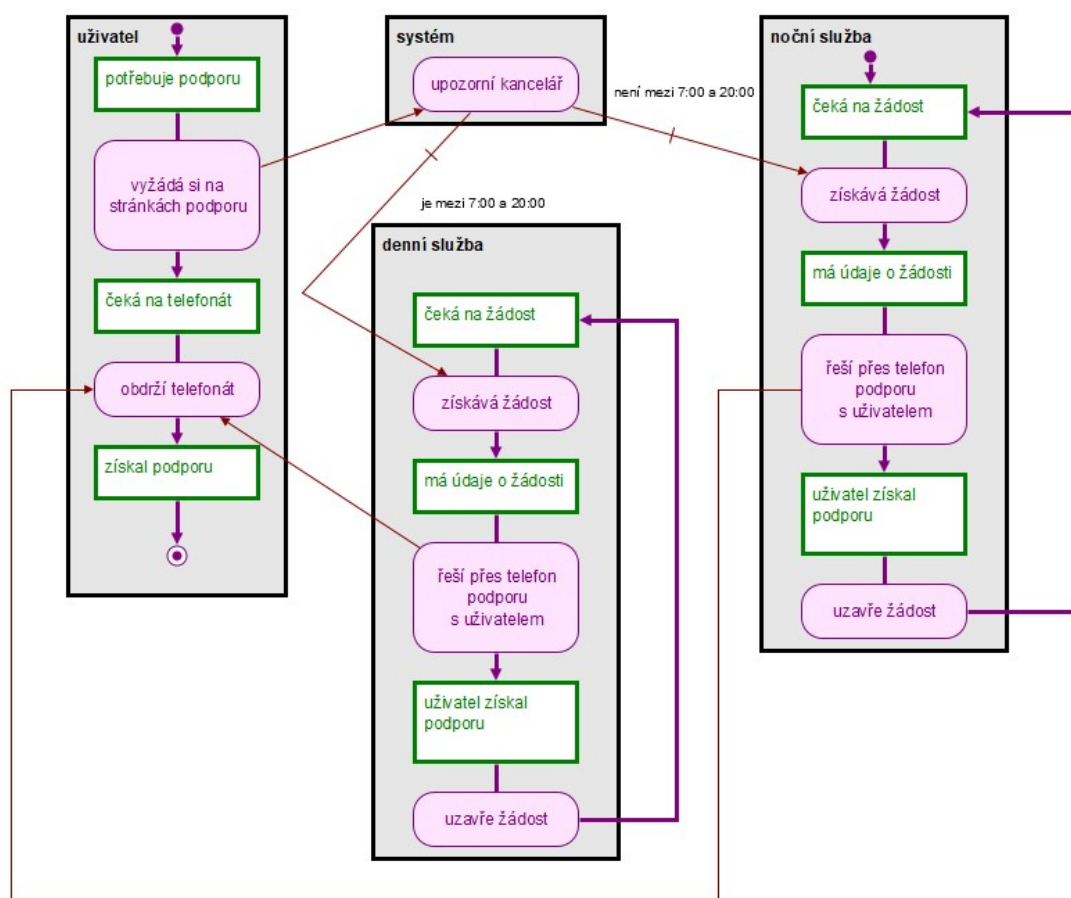 uživatel
potřebuje podporu
vyžádá si na
stránkách podporu
čeká na telefonát
obdrží telefonát
získal podporu
systém
upozorní kancelář
není mezi 7:00 a 20:00
je mezi 7:00 a 20:00
denní služba
čeká na žádost
získává žádost
má údaje o žádosti
řeší přes telefon
podporu
s uživatelem
uživatel získal
podporu
uzavře žádost
noční služba
čeká na žádost
získává žádost
má údaje o žádosti
řeší přes telefon
podporu
s uživatelem
uživatel získal
podporu
uzavře žádost